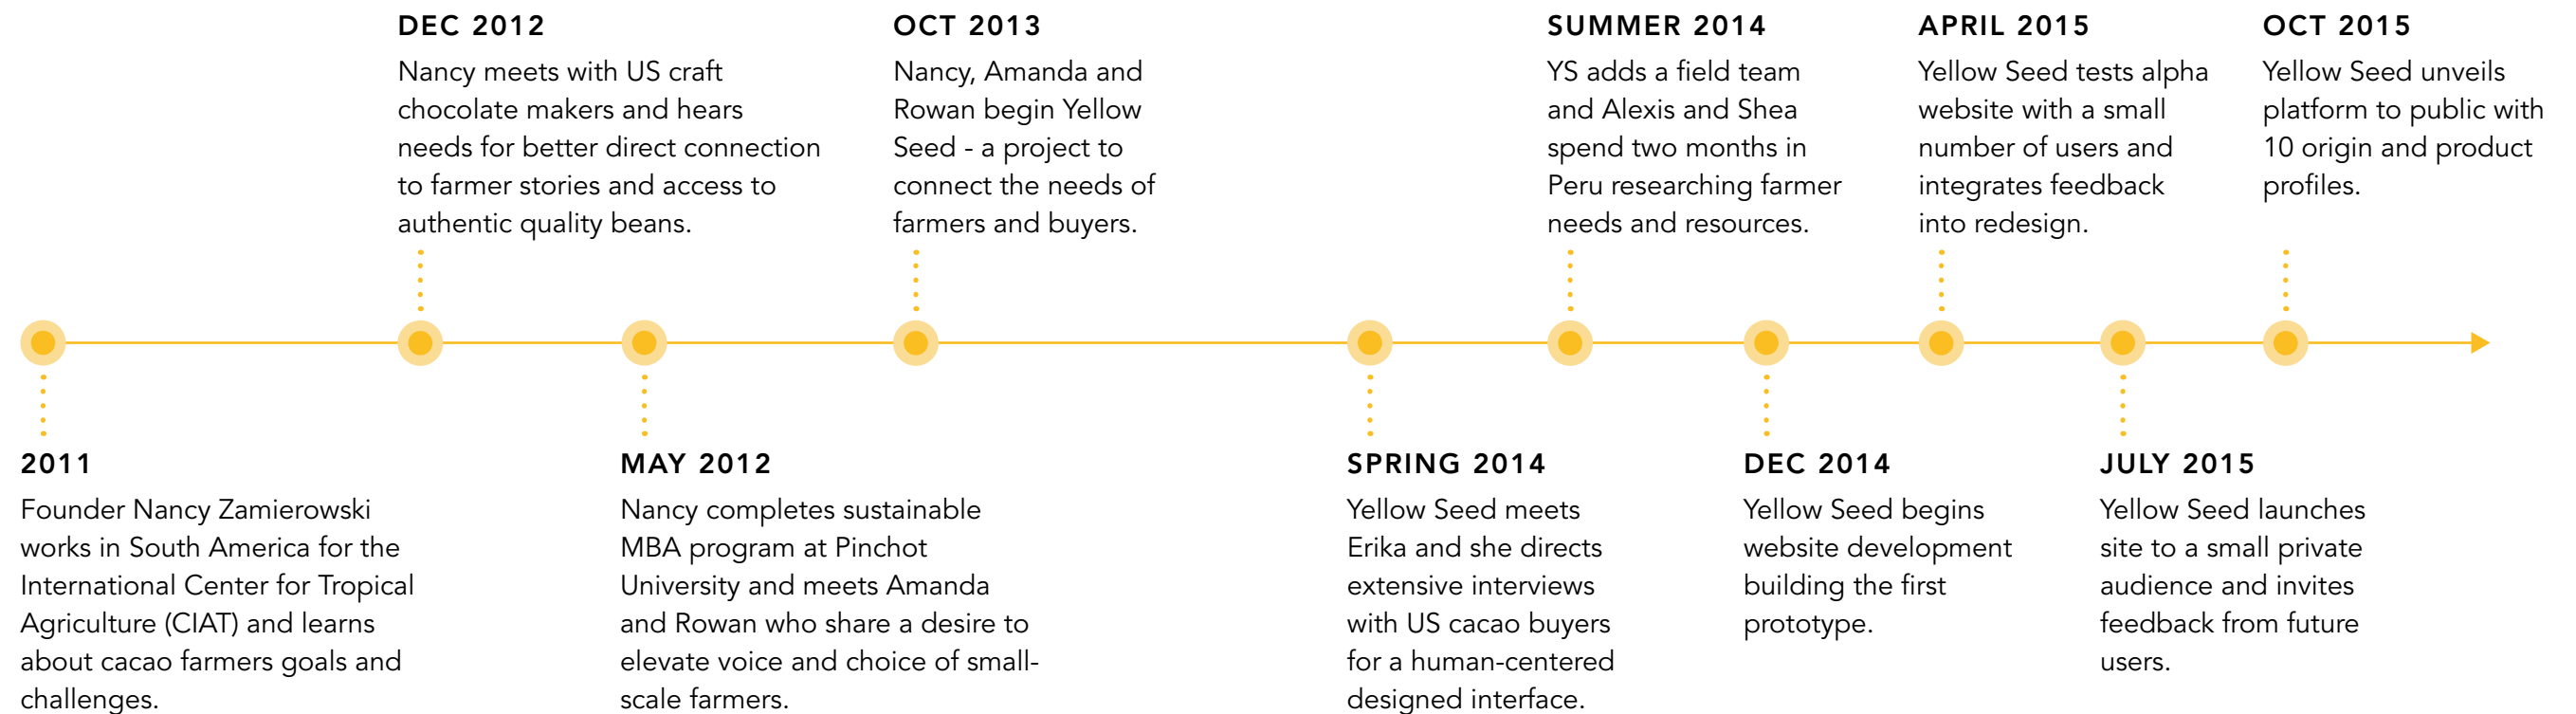 DEC 2012
Nancy meets with US craft
chocolate makers and hears
needs for better direct connection
to farmer stories and access to
authentic quality beans.
OCT 2013
Nancy, Amanda and
Rowan begin Yellow
Seed - a project to
connect the needs of
farmers and buyers.
SUMMER 2014
YS adds a field team
and Alexis and Shea
spend two months in
Peru researching farmer
needs and resources.
APRIL 2015
Yellow Seed tests alpha
website with a small
number of users and
integrates feedback
into redesign.
OCT 2015
Yellow Seed unveils
platform to public with
10 origin and product
profiles.
2011
Founder Nancy Zamierowski
works in South America for the
International Center for Tropical
Agriculture (CIAT) and learns
about cacao farmers goals and
challenges.
MAY 2012
Nancy completes sustainable
MBA program at Pinchot
University and meets Amanda
and Rowan who share a desire to
elevate voice and choice of small-
scale farmers.
SPRING 2014
Yellow Seed meets
Erika and she directs
extensive interviews
with US cacao buyers
for a human-centered
designed interface.
DEC 2014
Yellow Seed begins
website development
building the first
prototype.
JULY 2015
Yellow Seed launches
site to a small private
audience and invites
feedback from future
users.